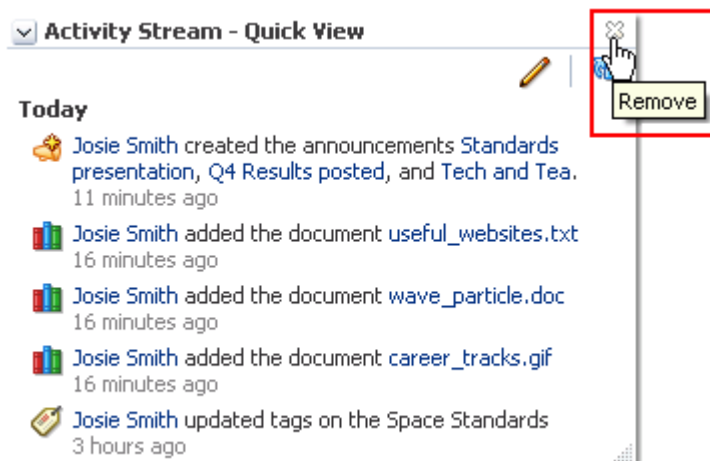 Activity Stream - Quick View
Remove
Today
Josie Smith created the announcements Standards
presentation, Q4 Results posted, and Tech and Tea.
11 minutes ago
Josie Smith added the document useful_websites.txt
16 minutes ago
Josie Smith added the document wave_particle.doc
16 minutes ago
Josie Smith added the document career_tracks.gif
16 minutes ago
Josie Smith updated tags on the Space Standards
3 hours ago